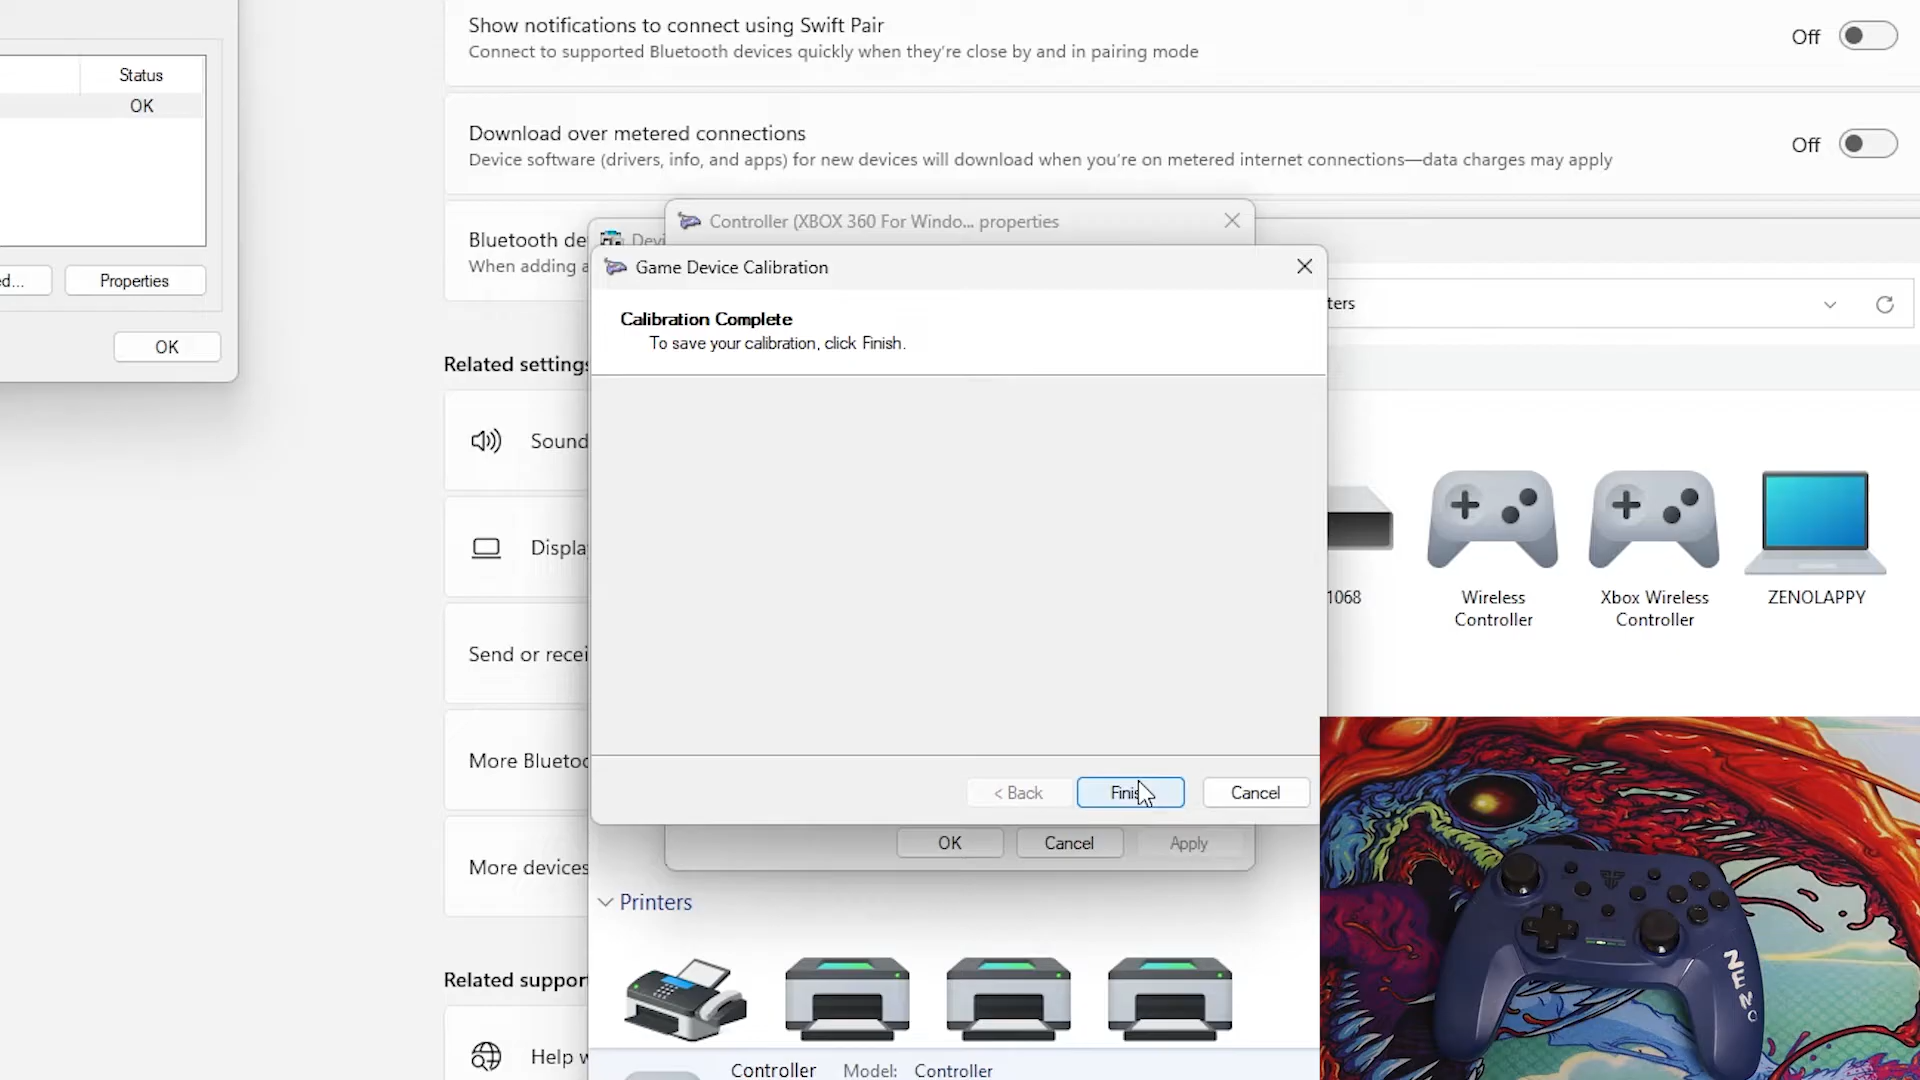 Show notifications to connect using Swift Pair
Connect to supported Bluetooth devices quickly when they're close by and in pairing mode
Off
Status
OK
Download over metered connections
Device software (drivers, info, and apps) for new devices will download when you're on metered internet connections—data charges may apply
Off
Controller (XBOX 360 For Windo... properties
Bluetooth de
Devi
When adding a
Game Device Calibration
ed...
Properties
ters
Calibration Complete
To save your calibration, click Finish.
OK
Related settings
Sound
Displa
Send or recei
1068
Wireless
Controller
Xbox Wireless
Controller
ZENOLAPPY
More Bluetoo
< Back
Finis
Cancel
OK
Cancel
Apply
More devices
Printers
Related suppor
Help w
Controller
Model:
Controller